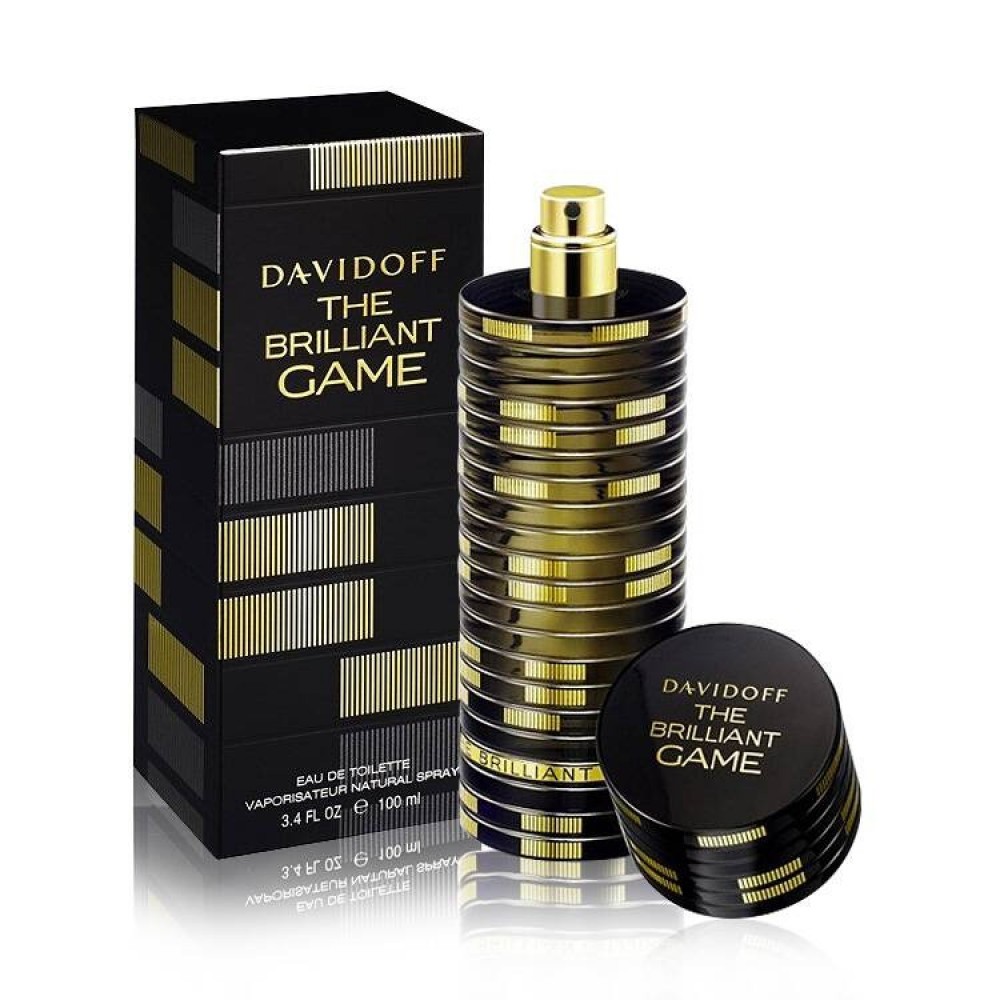 DAVIDOFF
THE
BRILLIANT
GAME
EAU DE TOILETTE
VAPORISATEUR NATURAL SPRAY
3.4 FL OZ ℮ 100 ml
BRILLIANT
DAVIDOFF
THE
BRILLIANT
GAME